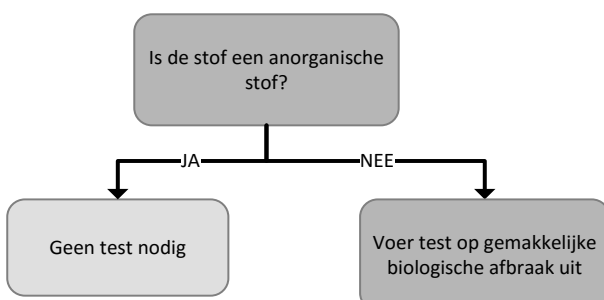 Is de stof een anorganische
stof?
JA
NEE
Geen test nodig
Voer test op gemakkelijke
biologische afbraak uit